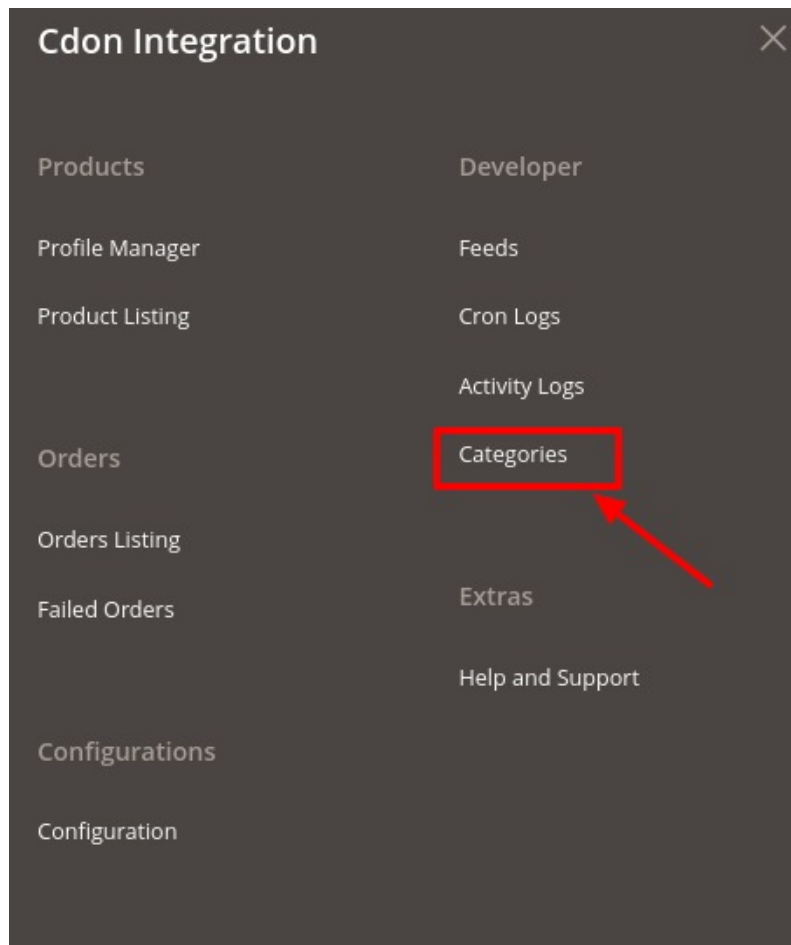 Cdon Integration
Products
Profile Manager
Product Listing
Orders
Orders Listing
Failed Orders
Configurations
Configuration
Developer
Feeds
Cron Logs
Activity Logs
Categories
Extras
Help and Support